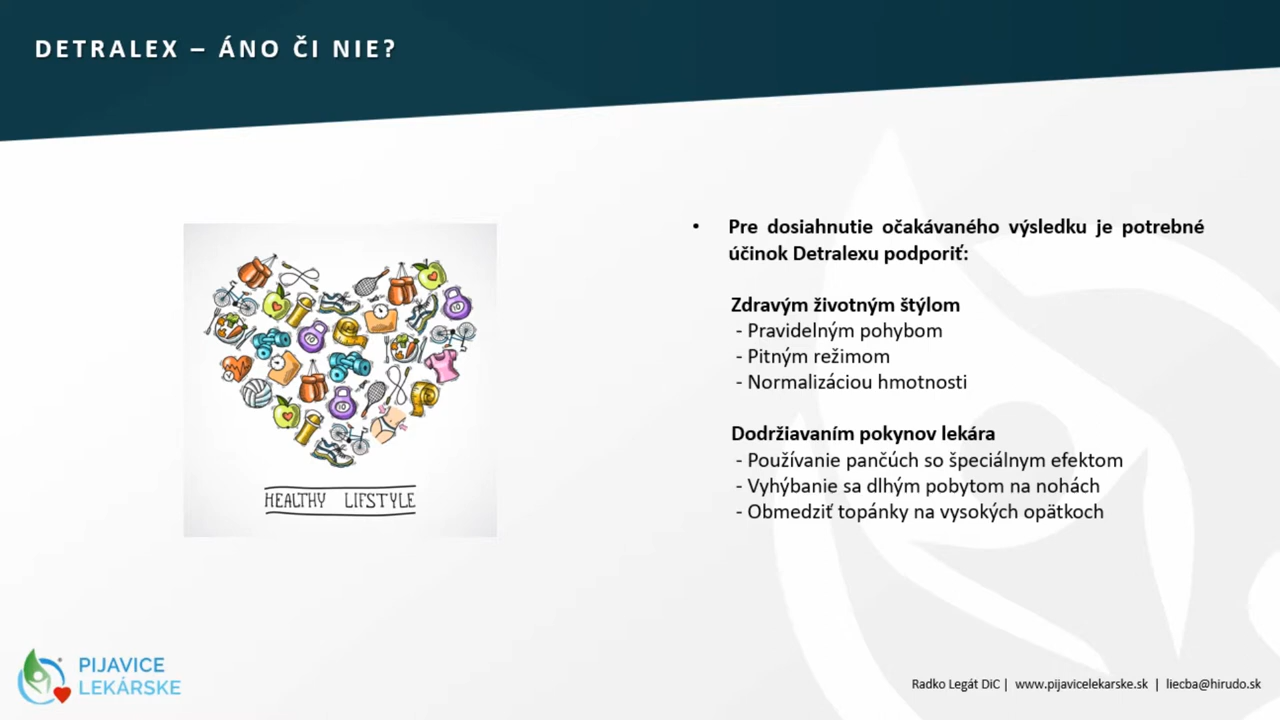 DETRALEX – ÁNO ČI NIE?
• Pre dosiahnutie očakávaného výsledku je potrebné
účinok Detralexu podporiť:
Zdravým životným štýlom
- Pravidelným pohybom
- Pitným režimom
- Normalizáciou hmotnosti
Dodržiavaním pokynov lekára
- Používanie pančúch so špeciálnym efektom
- Vyhýbanie sa dlhým pobytom na nohách
- Obmedziť topánky na vysokých opätkoch
HEALTHY LIFSTYLE
PIJAVICE
LEKÁRSKE
Radko Legát DiC | www.pijavicelekarske.sk | liecba@hirudo.sk